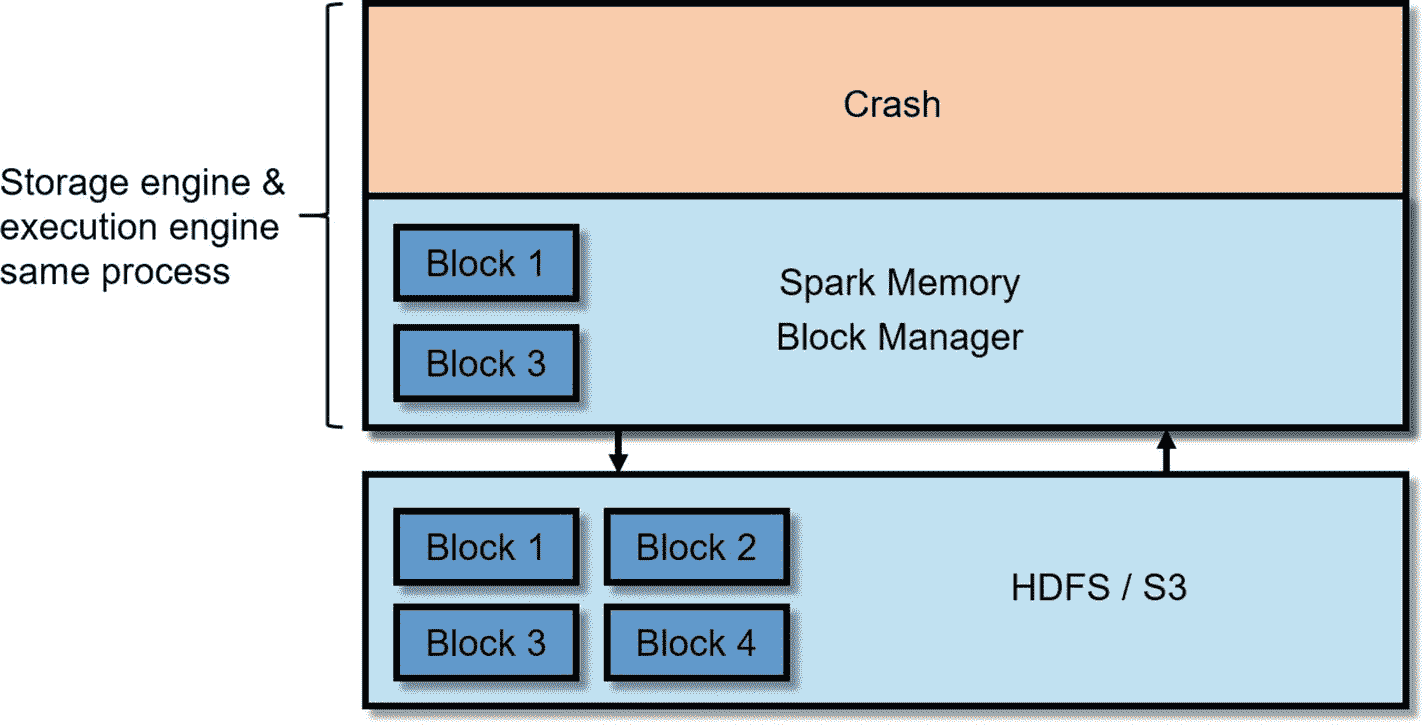 Crash
Storage engine &
execution engine
same process
Block 1
Spark Memory
Block Manager
Block 3
Block 1
Block 2
HDFS / S3
Block 3
Block 4